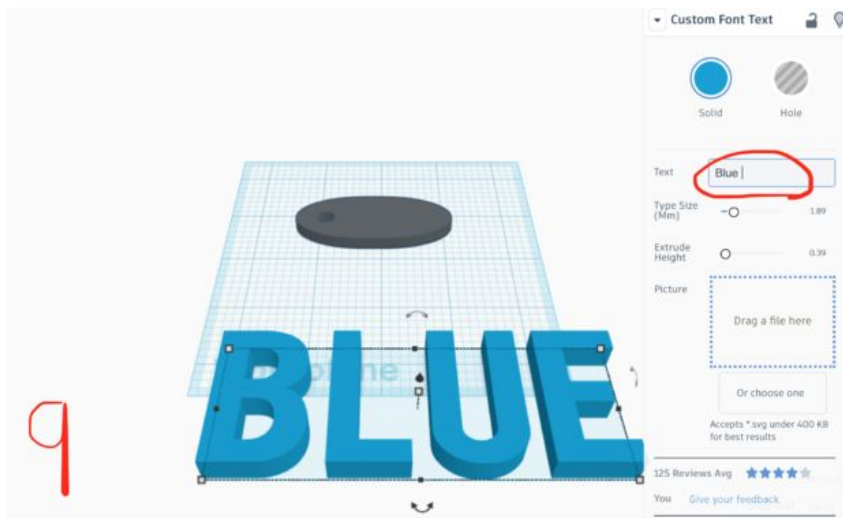 Custom Font Text
Solid Hole
Text Blue
Type Size (Mm) 1.89
Extrude Height 0.39
Picture
Drag a file here
Or choose one
Accepts *.svg under 400 KB
for best results
125 Reviews Avg
You Give your feedback
BLUE
9